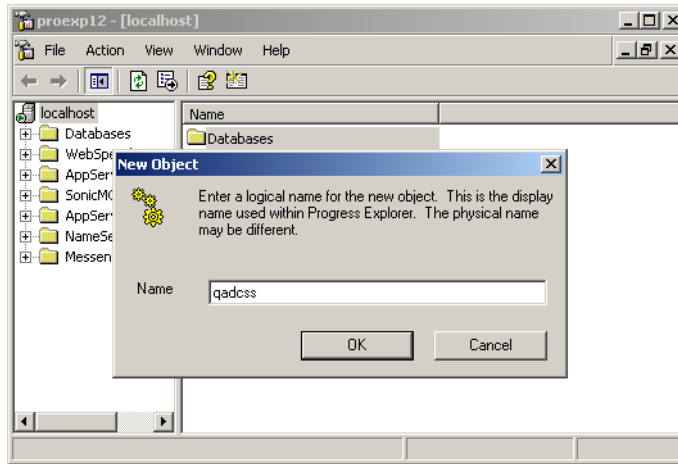 proexp12 - [localhost]
File Action View Window Help
localhost
Name
Databases
Databases
New Object
Enter a logical name for the new object. This is the display
name used within Progress Explorer. The physical name
may be different.
Name
qadcss
OK Cancel